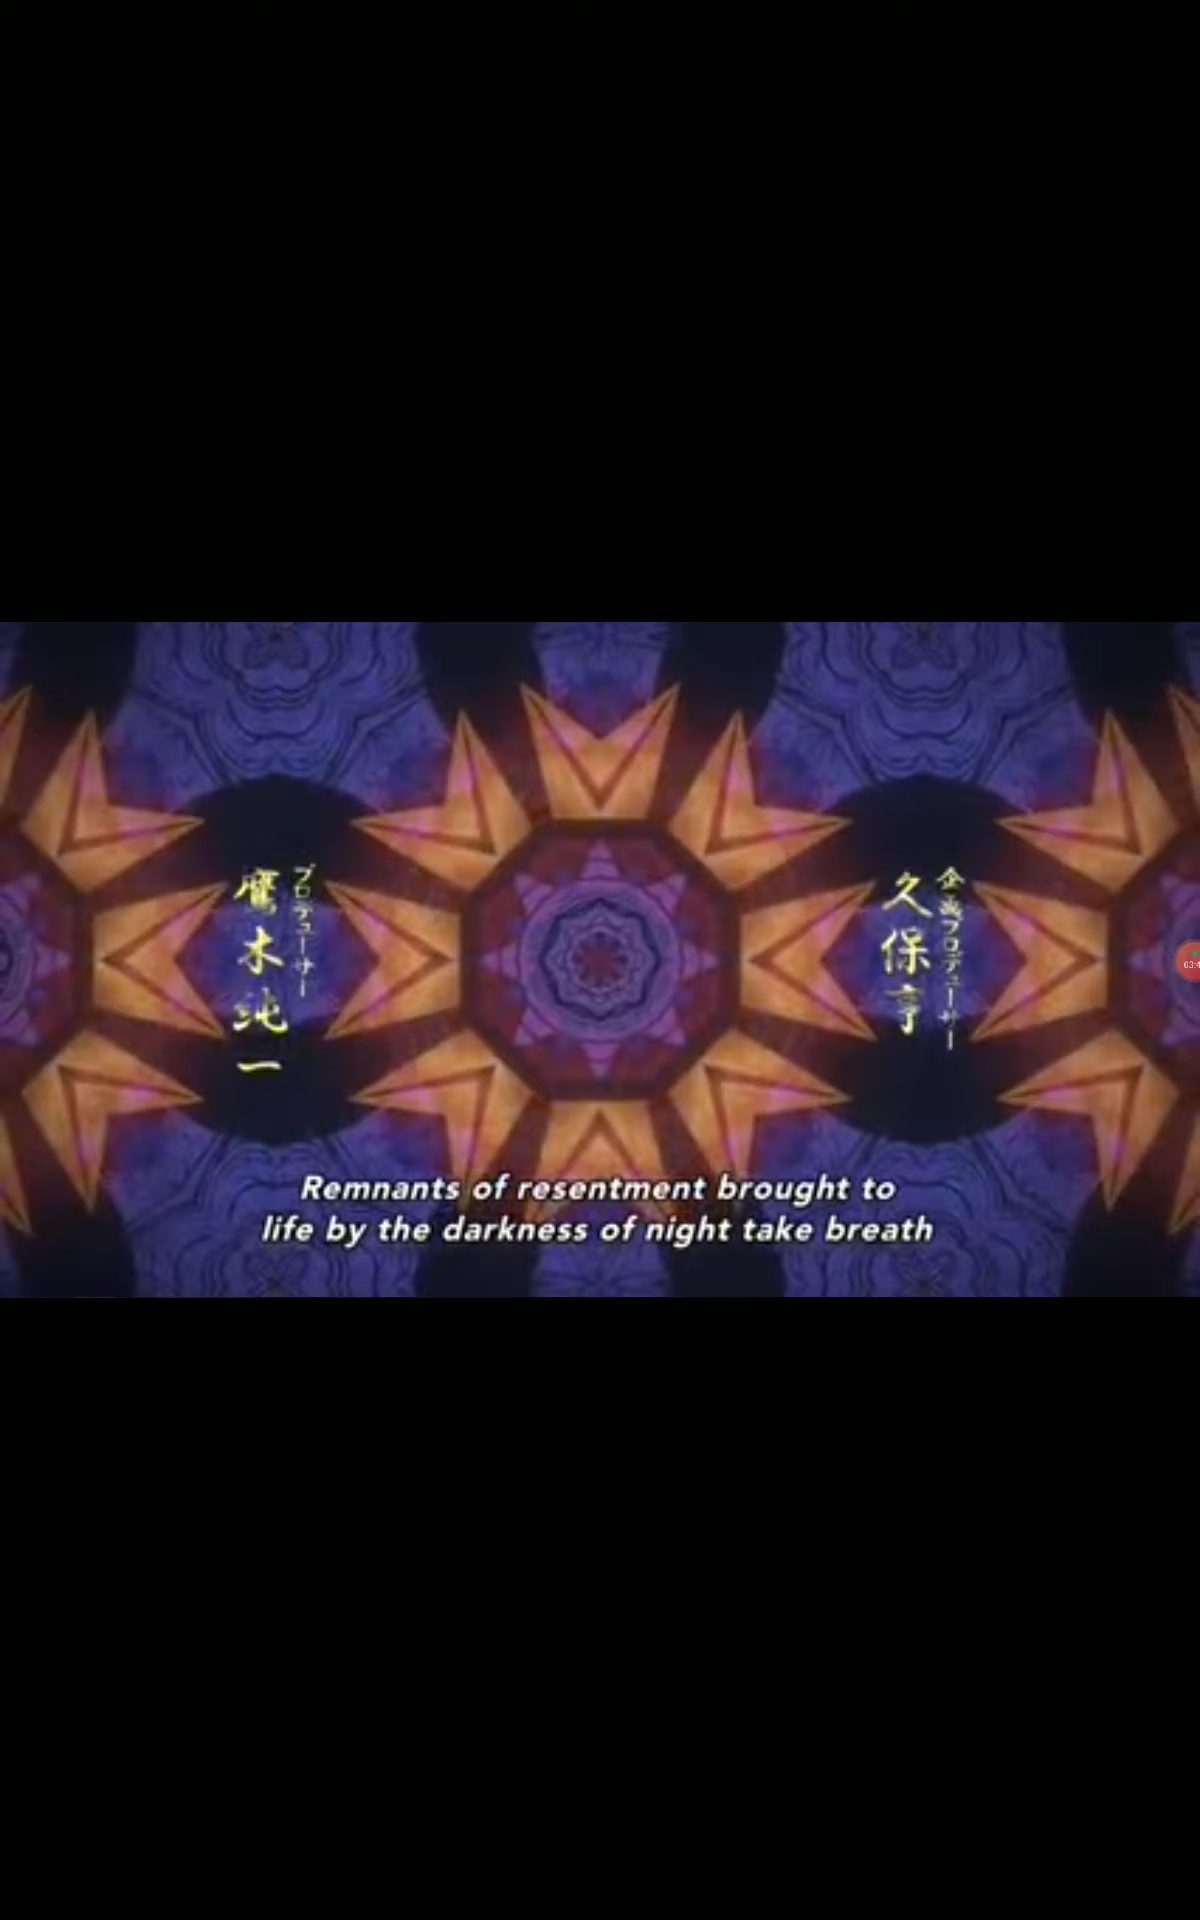 企画プロデューサー
久保亨
プロデューサー
鷹木純一
Remnants of resentment brought to
life by the darkness of night take breath